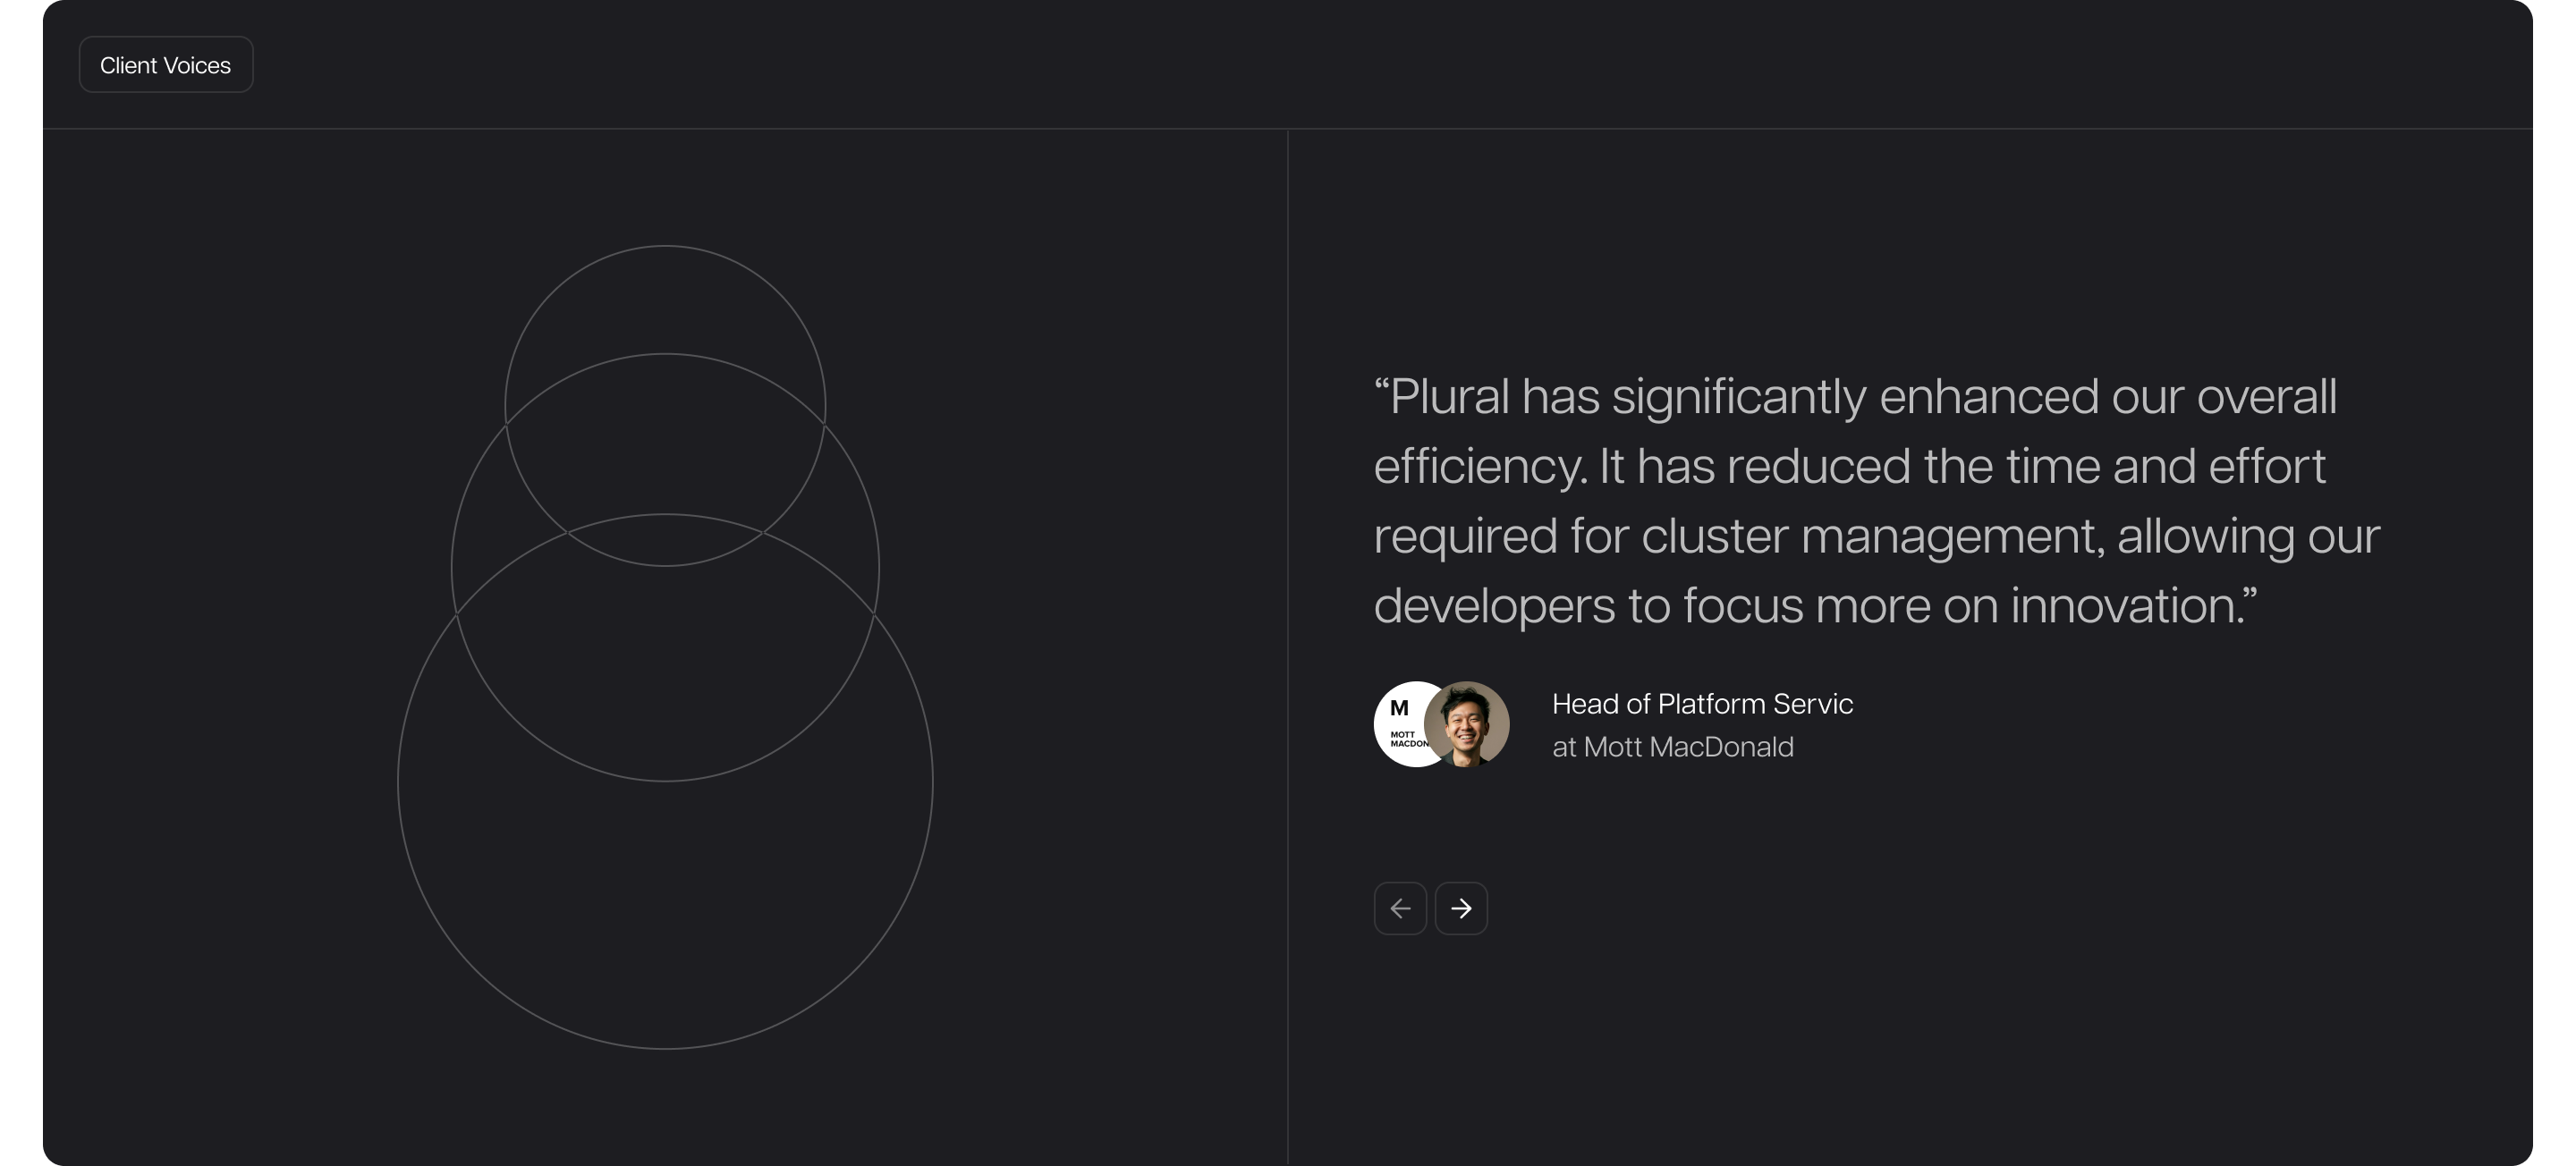 Client Voices
“Plural has significantly enhanced our overall
efficiency. It has reduced the time and effort
required for cluster management, allowing our
developers to focus more on innovation.”
M
MOTT
MACDON
Head of Platform Servic
at Mott MacDonald